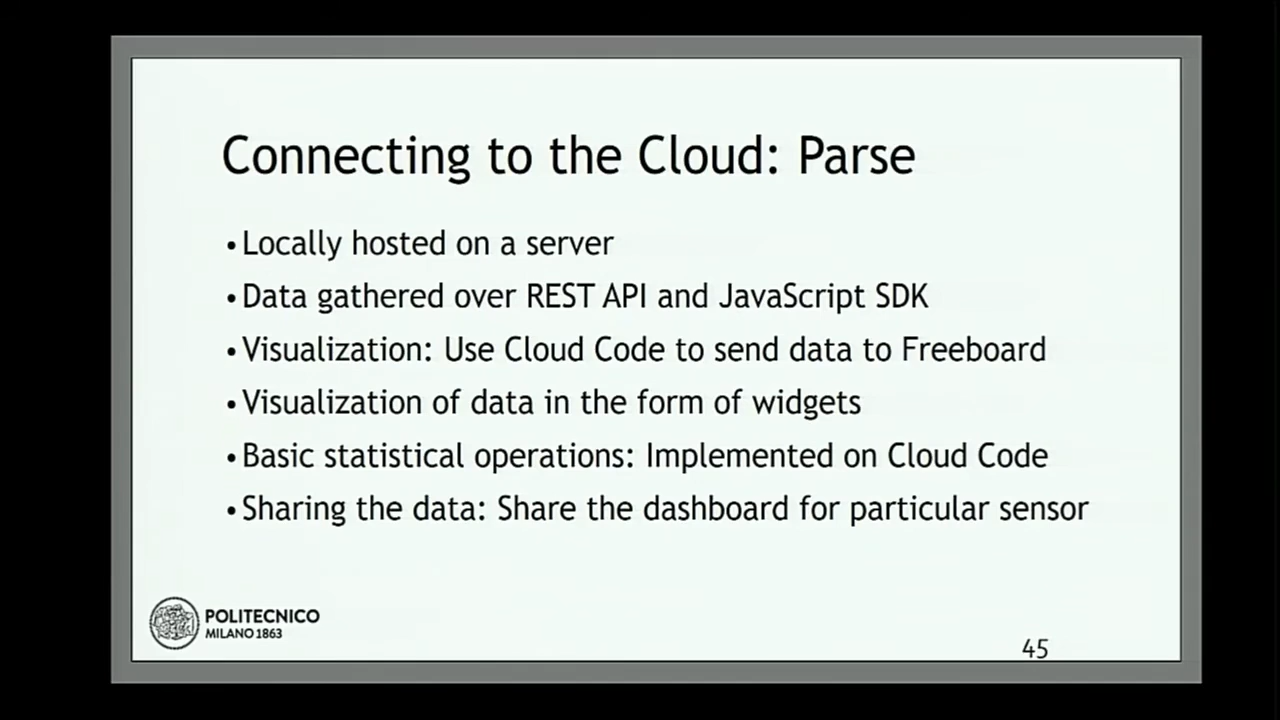 Connecting to the Cloud: Parse
• Locally hosted on a server
• Data gathered over REST API and JavaScript SDK
• Visualization: Use Cloud Code to send data to Freeboard
• Visualization of data in the form of widgets
• Basic statistical operations: Implemented on Cloud Code
• Sharing the data: Share the dashboard for particular sensor
POLITECNICO
MILANO 1863
45